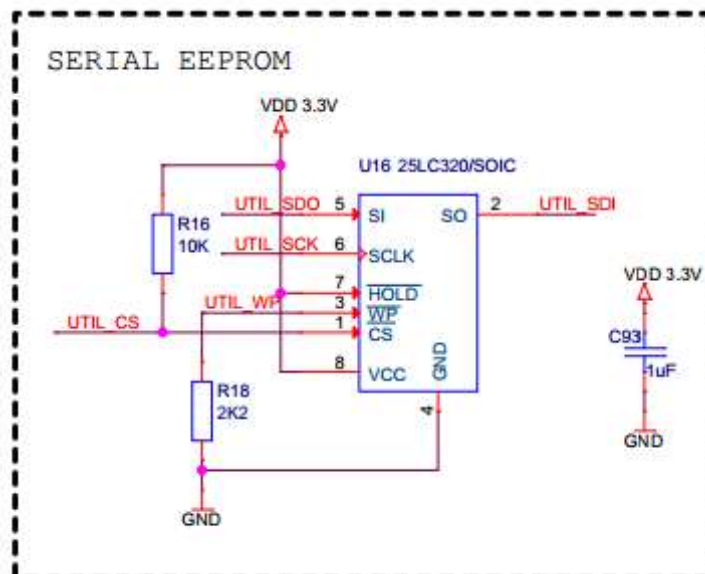 SERIAL EEPROM
VDD 3.3V
U16 25LC320/SOIC
UTIL_SDO 5 SI SO 2 UTIL_SDI
R16
10K
UTIL_SCK 6 SCLK
7 HOLD
VDD 3.3V
UTIL_WP 3 WP
UTIL_CS 1 CS
GND
C93
1uF
8 VCC
R18
2K2
4
GND
GND